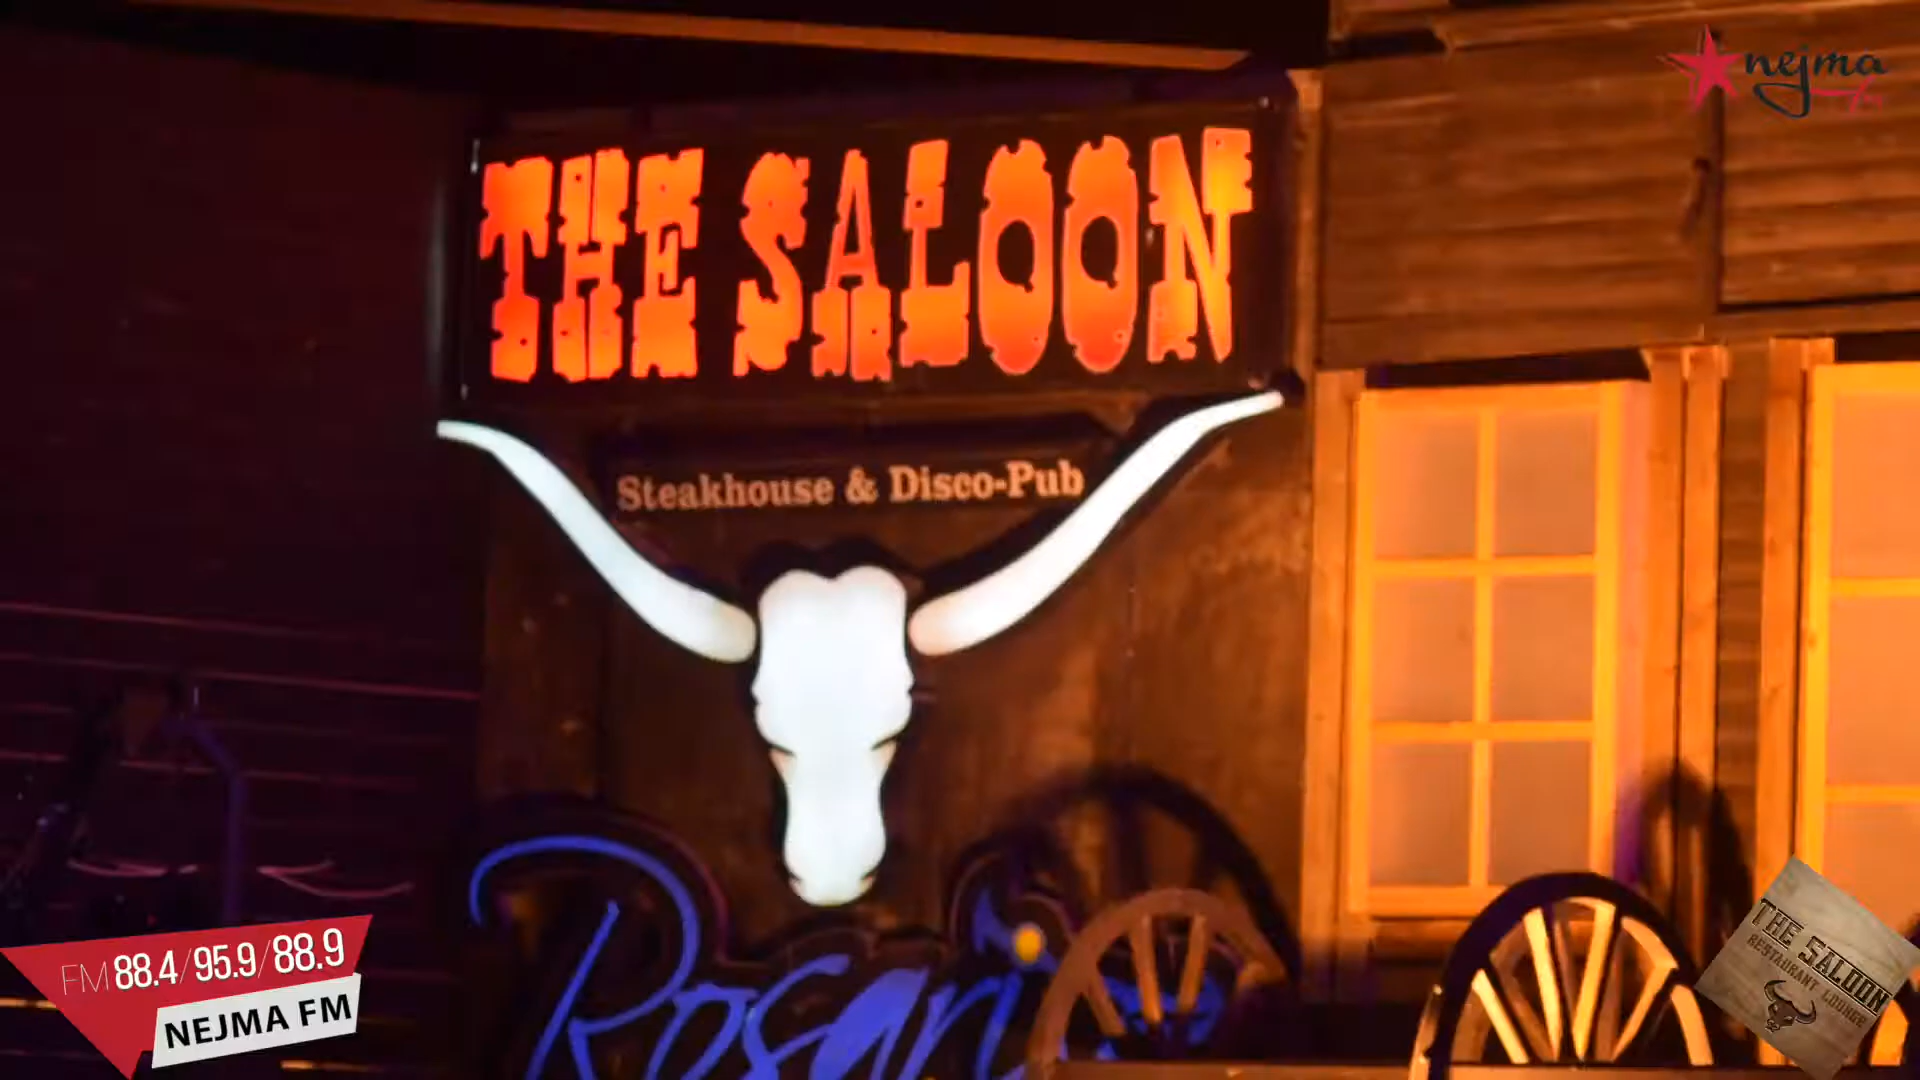 nejma
fm
THE SALOON
Steakhouse & Disco-Pub
FM 88.4/95.9/88.9
NEJMA FM
THE SALOON
RESTAURANT LOUNGE